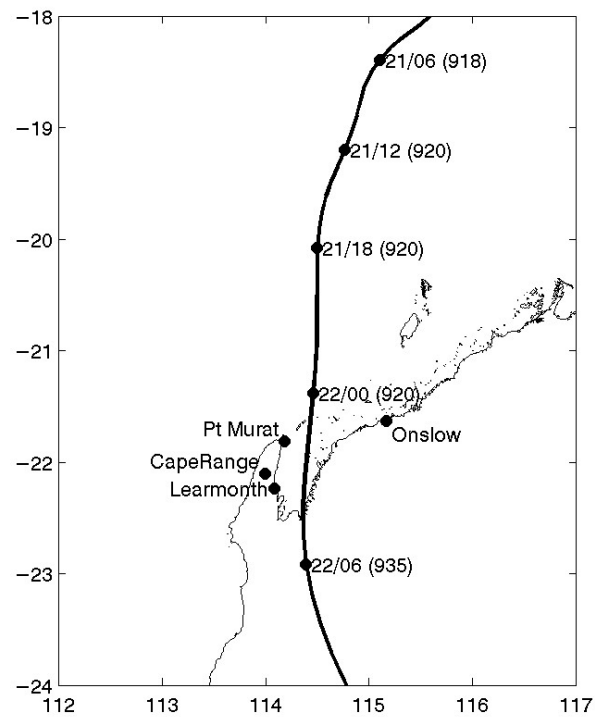 −18
21/06 (918)
−19
21/12 (920)
−20
21/18 (920)
−21
22/00 (920)
Pt Murat
Onslow
−22
CapeRange
Learmonth
22/06 (935)
−23
−24
112 113 114 115 116 117